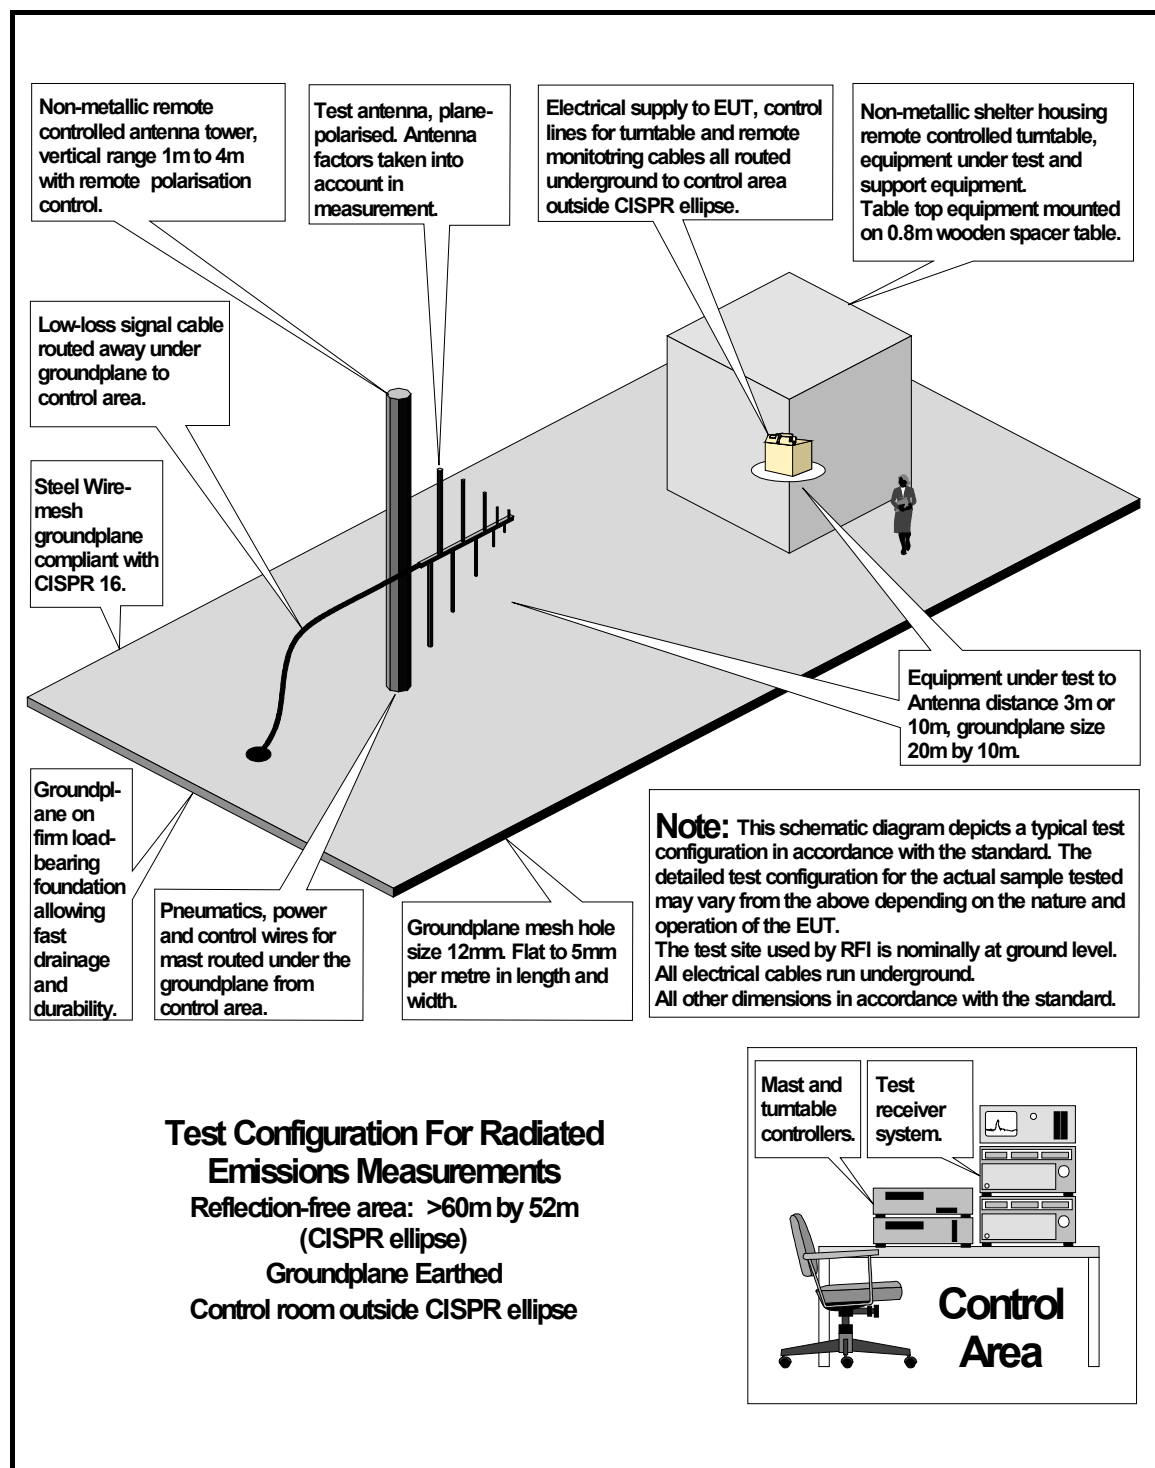 Non-metallic remote
controlled antenna tower,
vertical range 1m to 4m
with remote polarisation
control.
Test antenna, plane-
polarised. Antenna
factors taken into
account in
measurement.
Electrical supply to EUT, control
lines for turntable and remote
monitotring cables all routed
underground to control area
outside CISPR ellipse.
Non-metallic shelter housing
remote controlled turntable,
equipment under test and
support equipment.
Table top equipment mounted
on 0.8m wooden spacer table.
Low-loss signal cable
routed away under
groundplane to
control area.
Steel Wire-
mesh
groundplane
compliant with
CISPR 16.
Equipment under test to
Antenna distance 3m or
10m, groundplane size
20m by 10m.
Groundpl-
ane on
firm load-
bearing
foundation
allowing
fast
drainage
and
durability.
Pneumatics, power
and control wires for
mast routed under the
groundplane from
control area.
Groundplane mesh hole
size 12mm. Flat to 5mm
per metre in length and
width.
Note: This schematic diagram depicts a typical test
configuration in accordance with the standard. The
detailed test configuration for the actual sample tested
may vary from the above depending on the nature and
operation of the EUT.
The test site used by RFI is nominally at ground level.
All electrical cables run underground.
All other dimensions in accordance with the standard.
Test Configuration For Radiated
Emissions Measurements
Reflection-free area: >60m by 52m
(CISPR ellipse)
Groundplane Earthed
Control room outside CISPR ellipse
Mast and
turntable
controllers.
Test
receiver
system.
Control
Area